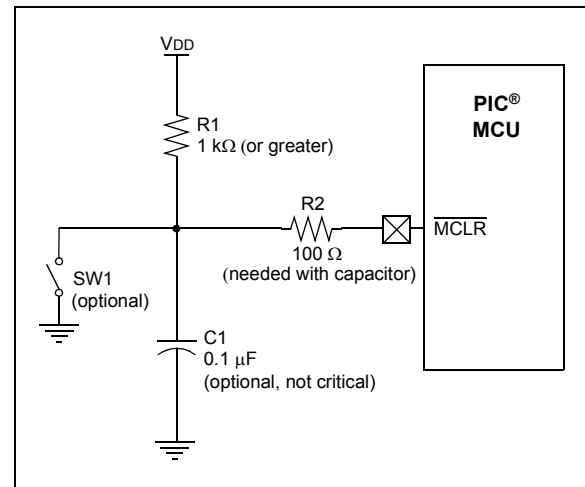 VDD
R1
1 kΩ (or greater)
PIC®
MCU
R2
100 Ω
(needed with capacitor)
MCLR
SW1
(optional)
C1
0.1 μF
(optional, not critical)